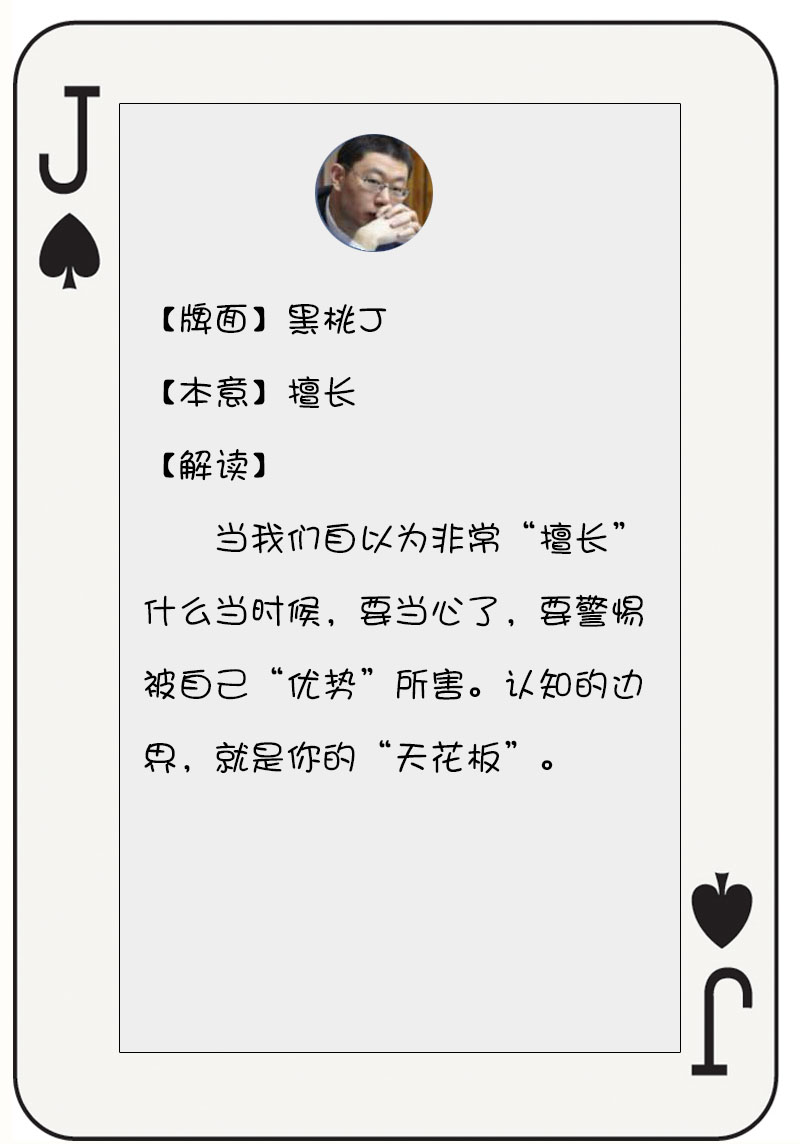 J
【牌面】黑桃J
【本意】擅长
【解读】
当我们自以为非常“擅长”
什么当时候，要当心了，要警惕
被自己“优势”所害。认知的边
界，就是你的“天花板”。
J